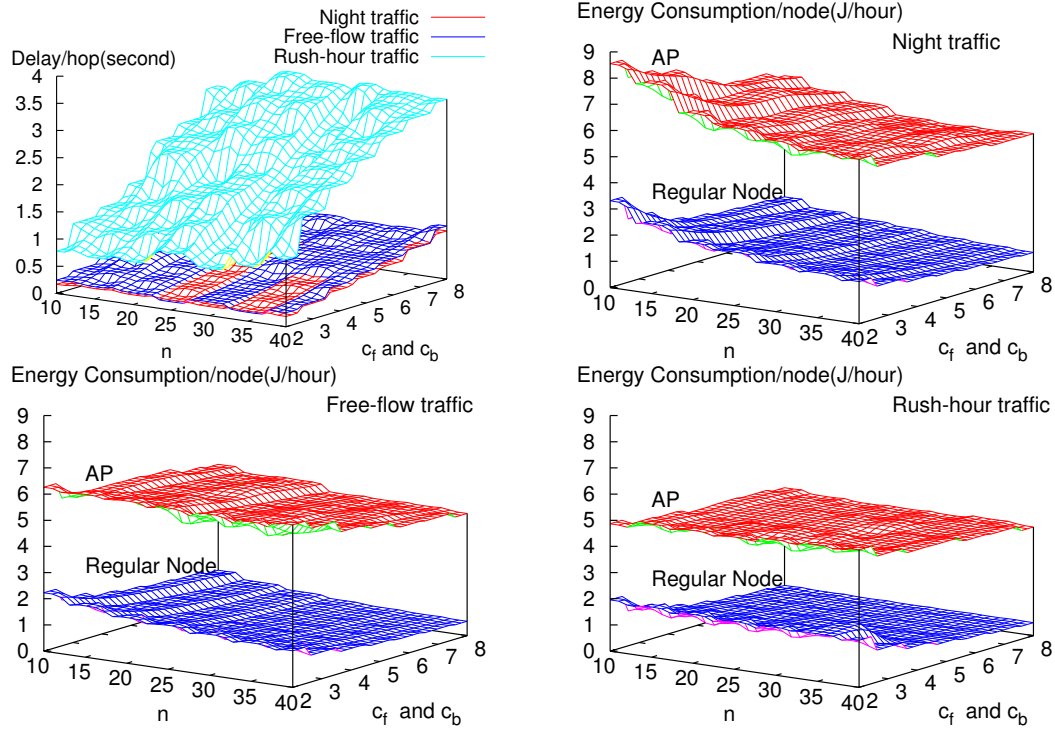 Night traffic
Free-flow traffic
Rush-hour traffic
Delay/hop(second)
4
3.5
3
2.5
2
1.5
1
0.5
0
10 15 20 25 30 35 40
n
2 3 4 5 6 7 8
c_f and c_b
Energy Consumption/node(J/hour)
Night traffic
9
8
7
6
5
4
3
2
1
0
AP
Regular Node
10 15 20 25 30 35 40
n
2 3 4 5 6 7 8
c_f and c_b
Energy Consumption/node(J/hour)
Free-flow traffic
9
8
7
6
5
4
3
2
1
0
AP
Regular Node
10 15 20 25 30 35 40
n
2 3 4 5 6 7 8
c_f and c_b
Energy Consumption/node(J/hour)
Rush-hour traffic
9
8
7
6
5
4
3
2
1
0
AP
Regular Node
10 15 20 25 30 35 40
n
2 3 4 5 6 7 8
c_f and c_b